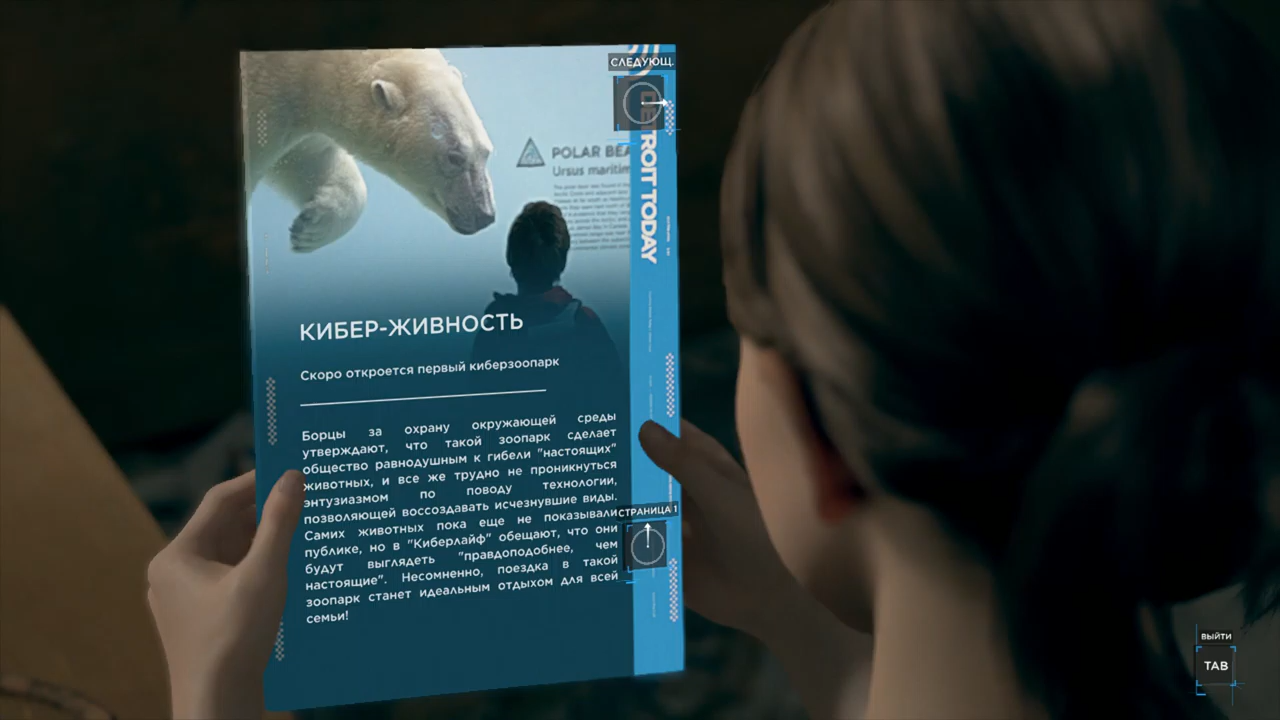 СЛЕДУЮЩ.
DETROIT TODAY
POLAR BEA
Ursus maritim
КИБЕР-ЖИВНОСТЬ
Скоро откроется первый киберзоопарк
Борцы за охрану окружающей среды
утверждают, что такой зоопарк сделает
общество равнодушным к гибели "настоящих"
животных, и все же трудно не проникнуться
энтузиазмом по поводу технологии,
позволяющей воссоздавать исчезнувшие виды.
Самих животных пока еще не показывали
публике, но в "Киберлайф" обещают, что они
будут выглядеть "правдоподобнее, чем
настоящие". Несомненно, поездка в такой
зоопарк станет идеальным отдыхом для всей
семьи!
СТРАНИЦА 1
ВЫЙТИ
TAB